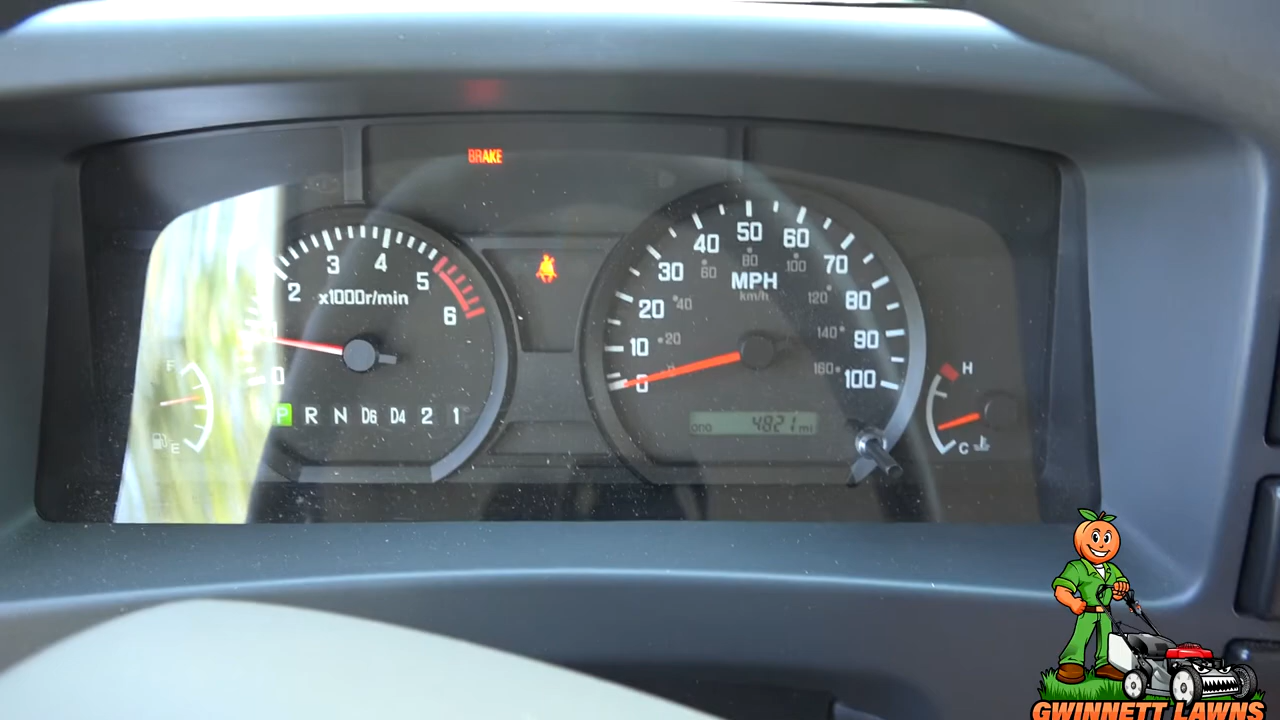 BRAKE
0 2 3 4 5 6
x1000r/min
F
E
P R N D6 D4 2 1
0 10 20 30 40 50 60 70 80 90 100
20 40 60 80 100 120 140 160
MPH
km/h
ODO 4821 mi
H
C
GWINNETT LAWNS